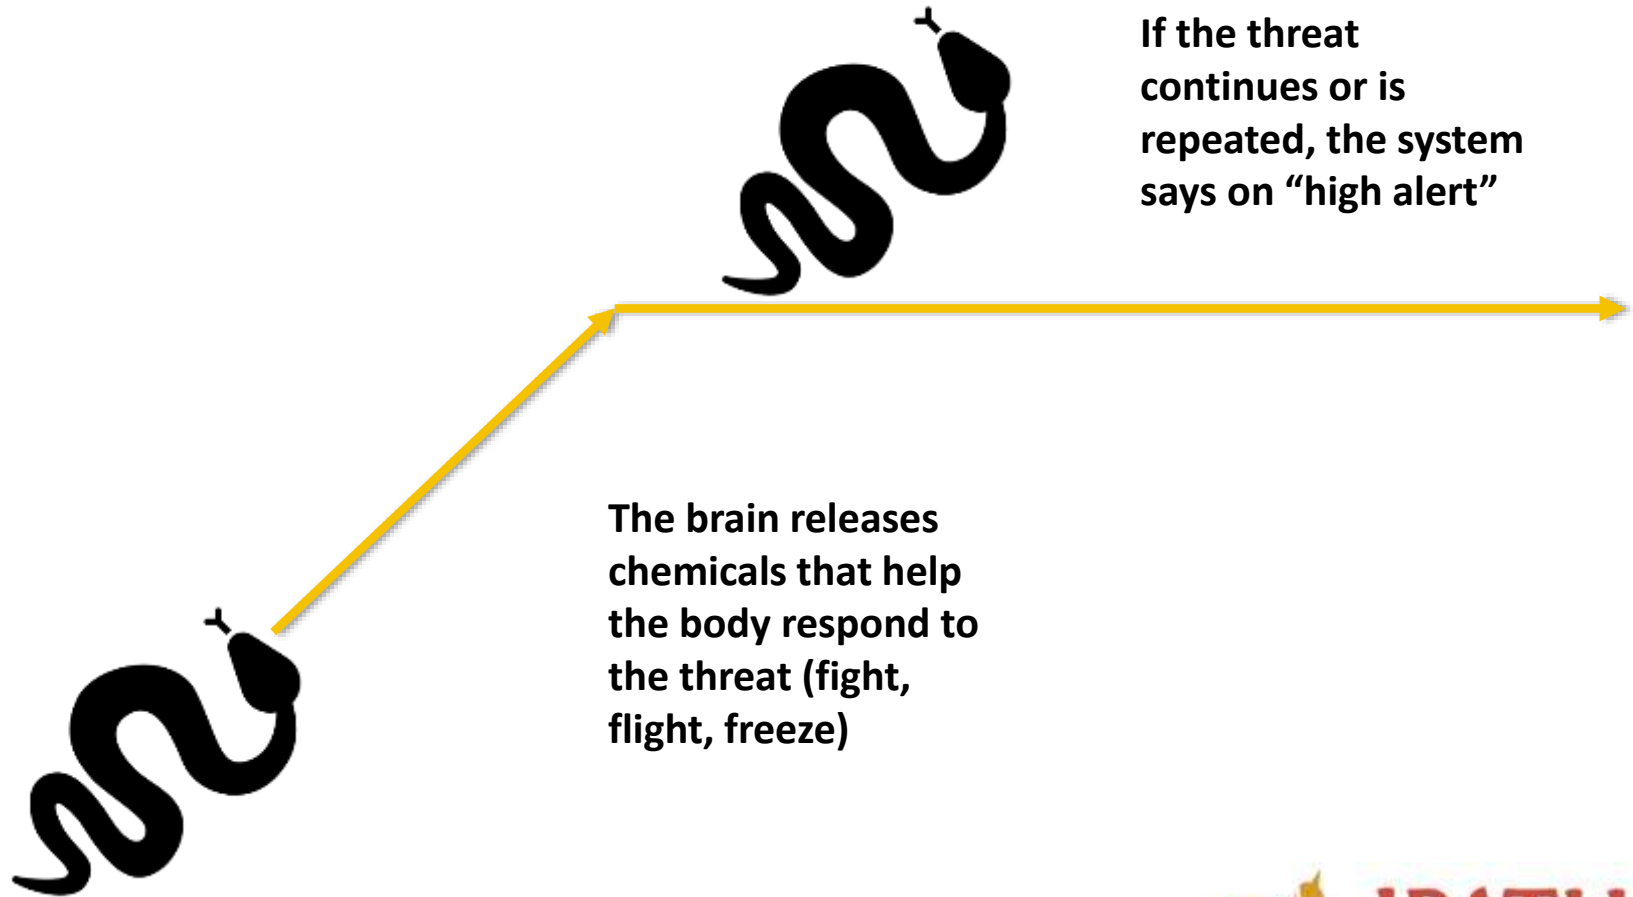 If the threat
continues or is
repeated, the system
says on “high alert”
The brain releases
chemicals that help
the body respond to
the threat (fight,
flight, freeze)